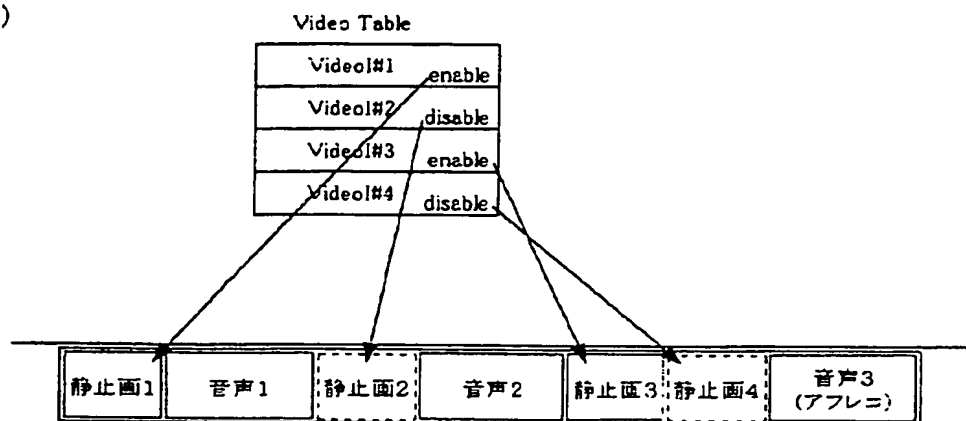 )
Video Table
VideoI#1 enable
VideoI#2 disable
VideoI#3 enable
VideoI#4 disable
静止画1 音声1 静止画2 音声2 静止画3 静止画4 音声3
(アフレコ)